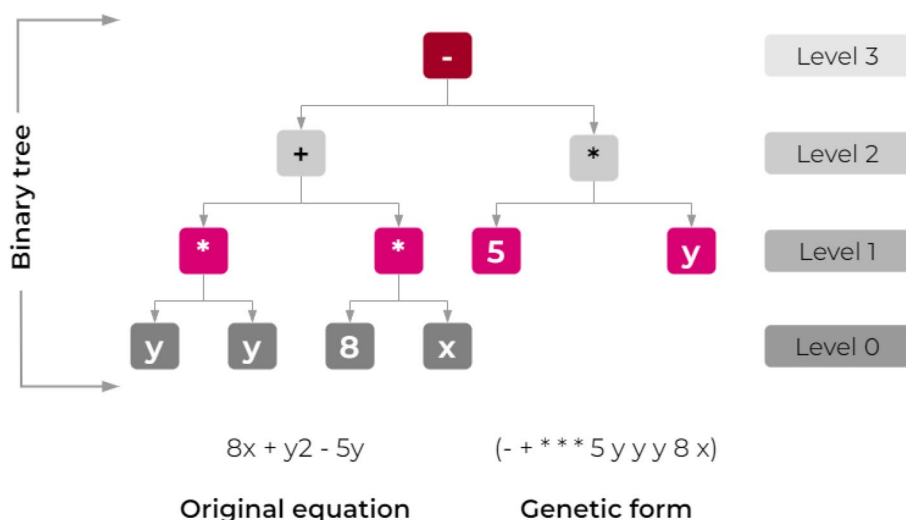 Binary tree
-
Level 3
+ *
Level 2
* * 5 y
Level 1
y y 8 x
Level 0
8x + y2 - 5y
(- + * * * 5 y y y 8 x)
Original equation
Genetic form